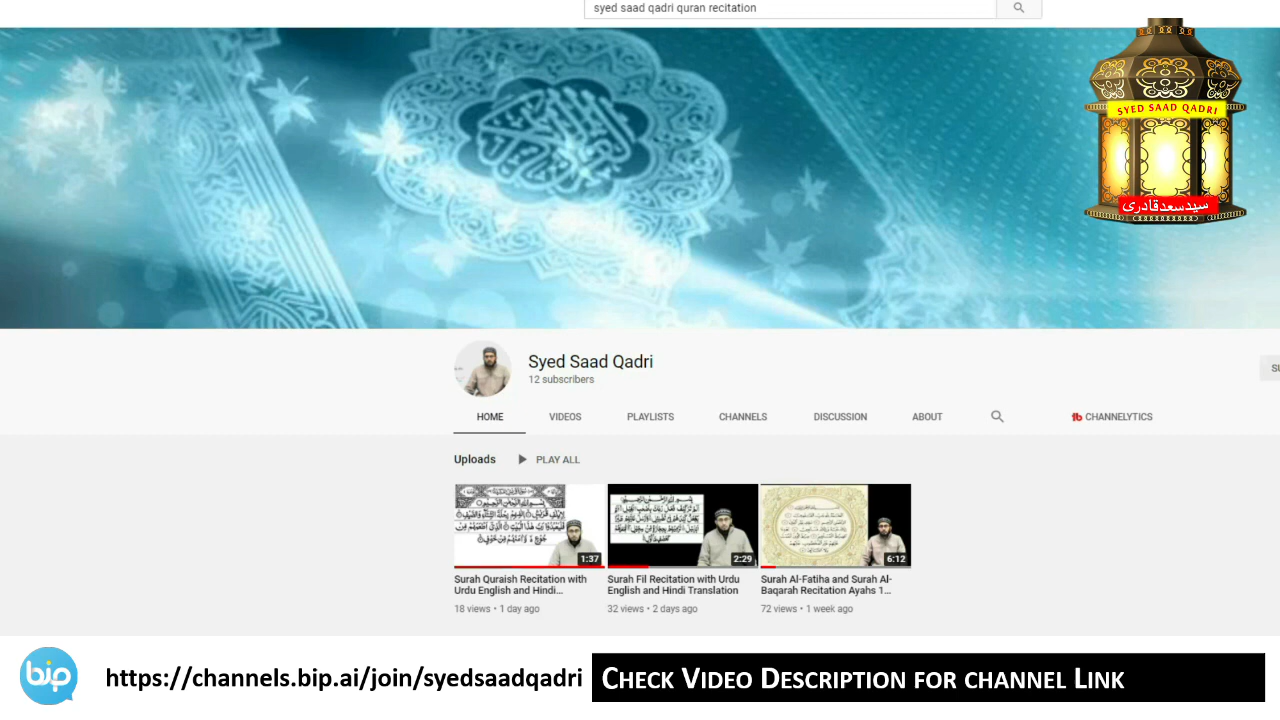 syed saad qadri quran recitation
SYED SAAD QADRI
سید سعد قادری
Syed Saad Qadri
12 subscribers
HOME VIDEOS PLAYLISTS CHANNELS DISCUSSION ABOUT CHANNELYTICS
Uploads PLAY ALL
1:37
2:29
6:12
Surah Quraish Recitation with
Urdu English and Hindi...
18 views • 1 day ago
Surah Fil Recitation with Urdu
English and Hindi Translation
32 views • 2 days ago
Surah Al-Fatiha and Surah Al-
Baqarah Recitation Ayahs 1...
72 views • 1 week ago
bip
https://channels.bip.ai/join/syedsaadqadri
CHECK VIDEO DESCRIPTION FOR CHANNEL LINK